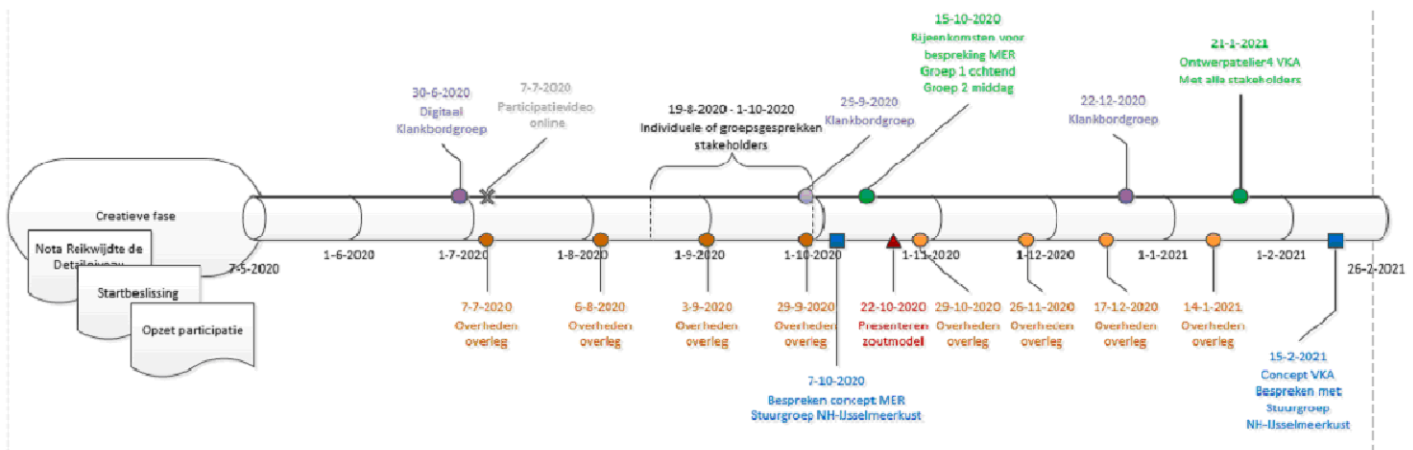 15-10-2020
Bijeenkomsten voor
bespreking MER
Groep 1 ochtend
Groep 2 middag
21-1-2021
Ontwerpatelier4 VKA
Met alle stakeholders
30-6-2020
Digitaal
Klankbordgroep
7-7-2020
Participatievideo
online
19-8-2020 - 1-10-2020
Individuele of groepsgesprekken
stakeholders
29-9-2020
Klankbordgroep
22-12-2020
Klankbordgroep
Creatieve fase
Nota Reikwijdte de
Detailniveau
Startbeslissing
Opzet participatie
7-5-2020
1-6-2020
1-7-2020
1-8-2020
1-9-2020
1-10-2020
1-11-2020
1-12-2020
1-1-2021
1-2-2021
26-2-2021
7-7-2020
Overheden
overleg
6-8-2020
Overheden
overleg
3-9-2020
Overheden
overleg
29-9-2020
Overheden
overleg
22-10-2020
Presenteren
zoutmodel
29-10-2020
Overheden
overleg
26-11-2020
Overheden
overleg
17-12-2020
Overheden
overleg
14-1-2021
Overheden
overleg
7-10-2020
Bespreken concept MER
Stuurgroep NH-IJsselmeerkust
15-2-2021
Concept VKA
Bespreken met
Stuurgroep
NH-IJsselmeerkust